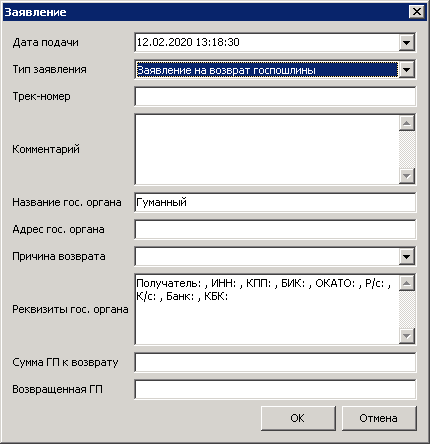 Заявление
Дата подачи 12.02.2020 13:18:30
Тип заявления Заявление на возврат госпошлины
Трек-номер
Комментарий
Название гос. органа Гуманный
Адрес гос. органа
Причина возврата
Реквизиты гос. органа
Получатель: , ИНН: , КПП: , БИК: , ОКАТО: , Р/с: ,
К/с: , Банк: , КБК:
Сумма ГП к возврату
Возвращенная ГП
ОК Отмена